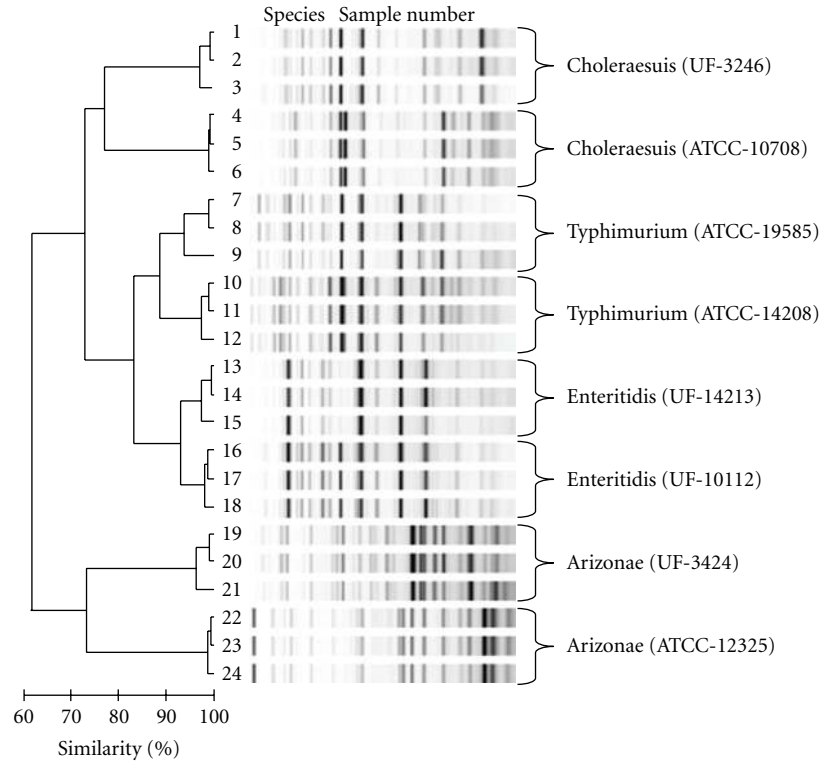 Species Sample number
1
2
3
Choleraesuis (UF-3246)
4
5
6
Choleraesuis (ATCC-10708)
7
8
9
Typhimurium (ATCC-19585)
10
11
12
Typhimurium (ATCC-14208)
13
14
15
Enteritidis (UF-14213)
16
17
18
Enteritidis (UF-10112)
19
20
21
Arizonae (UF-3424)
22
23
24
Arizonae (ATCC-12325)
60 70 80 90 100
Similarity (%)